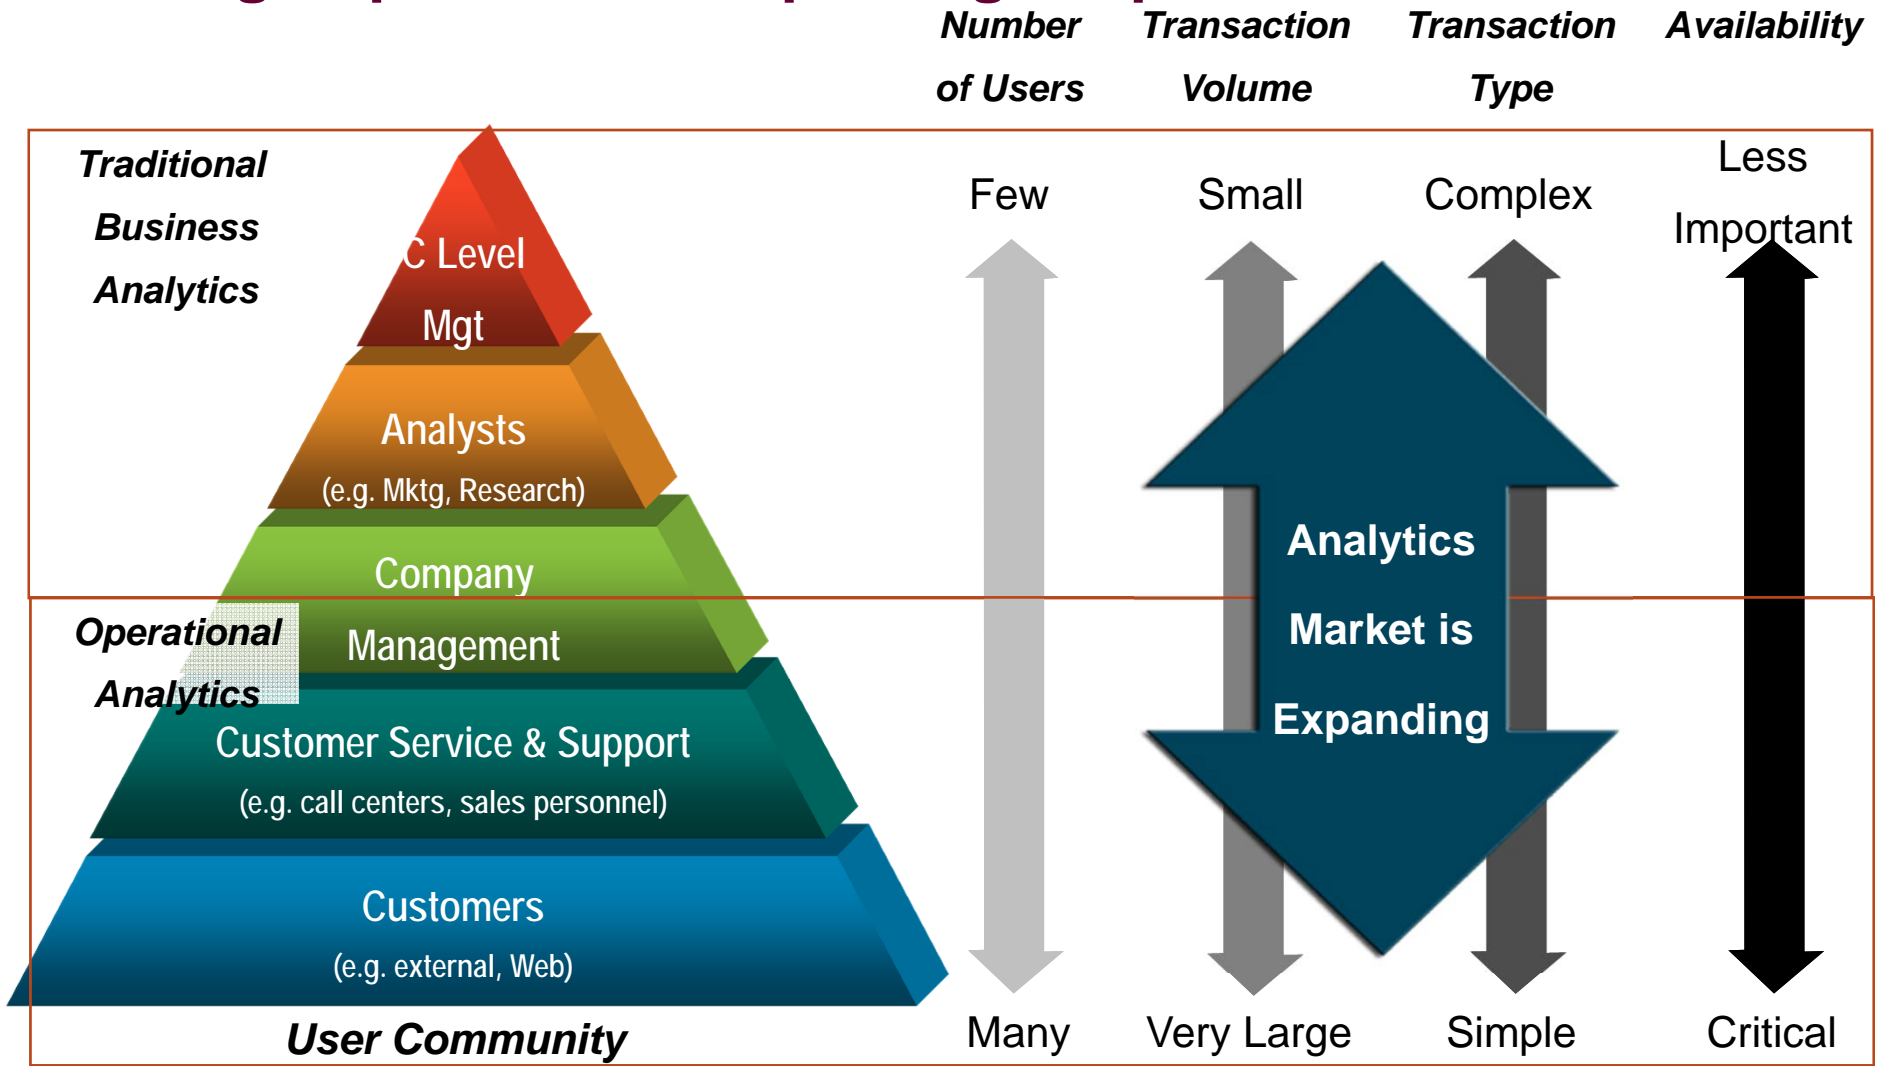 Number Transaction Transaction Availability
of Users Volume Type
Traditional
Business
Analytics
C Level
Mgt
Analysts
(e.g. Mktg, Research)
Company
Management
Operational
Analytics
Customer Service & Support
(e.g. call centers, sales personnel)
Customers
(e.g. external, Web)
User Community
Few Small Complex Less
Important
Analytics
Market is
Expanding
Many Very Large Simple Critical